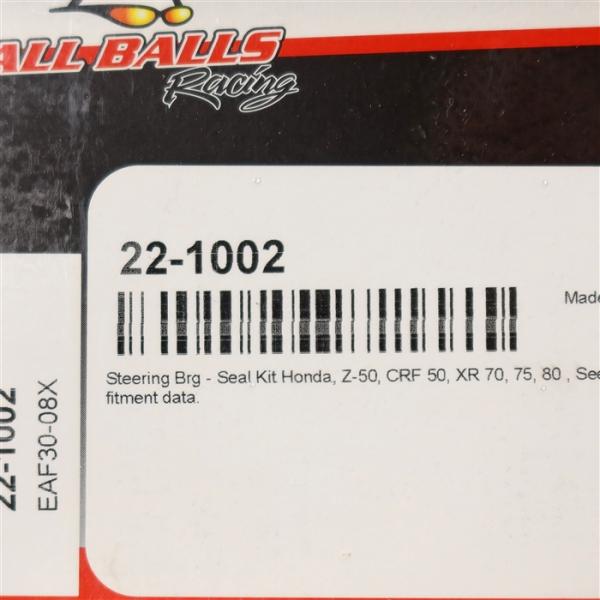 ALL BALLS
Racing
22-1002
Made
Steering Brg - Seal Kit Honda, Z-50, CRF 50, XR 70, 75, 80 , See
fitment data.
22-1002
EAF30-08X